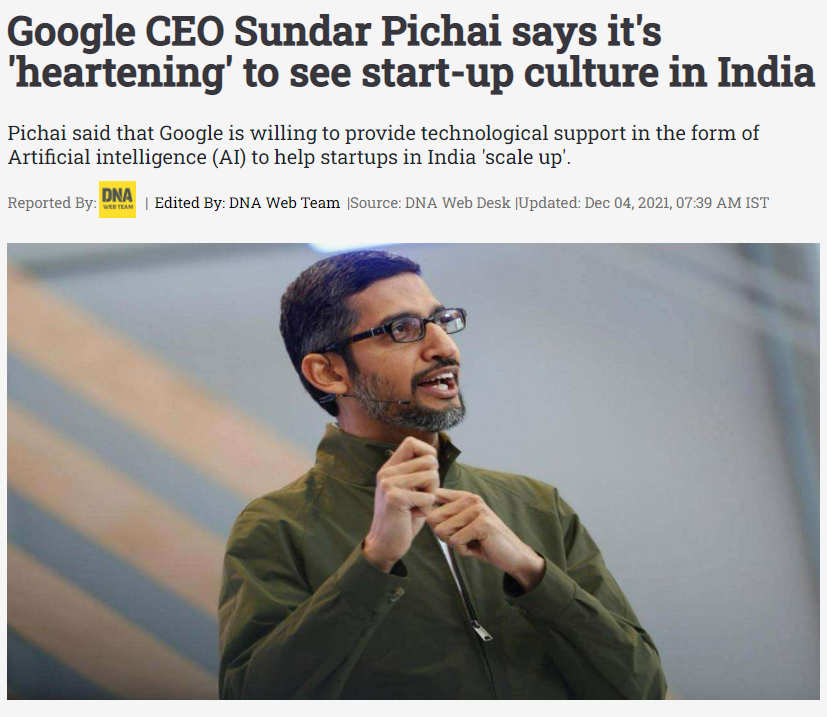 Google CEO Sundar Pichai says it's
'heartening' to see start-up culture in India
Pichai said that Google is willing to provide technological support in the form of
Artificial intelligence (AI) to help startups in India 'scale up'.
Reported By: DNA WEB TEAM | Edited By: DNA Web Team |Source: DNA Web Desk |Updated: Dec 04, 2021, 07:39 AM IST